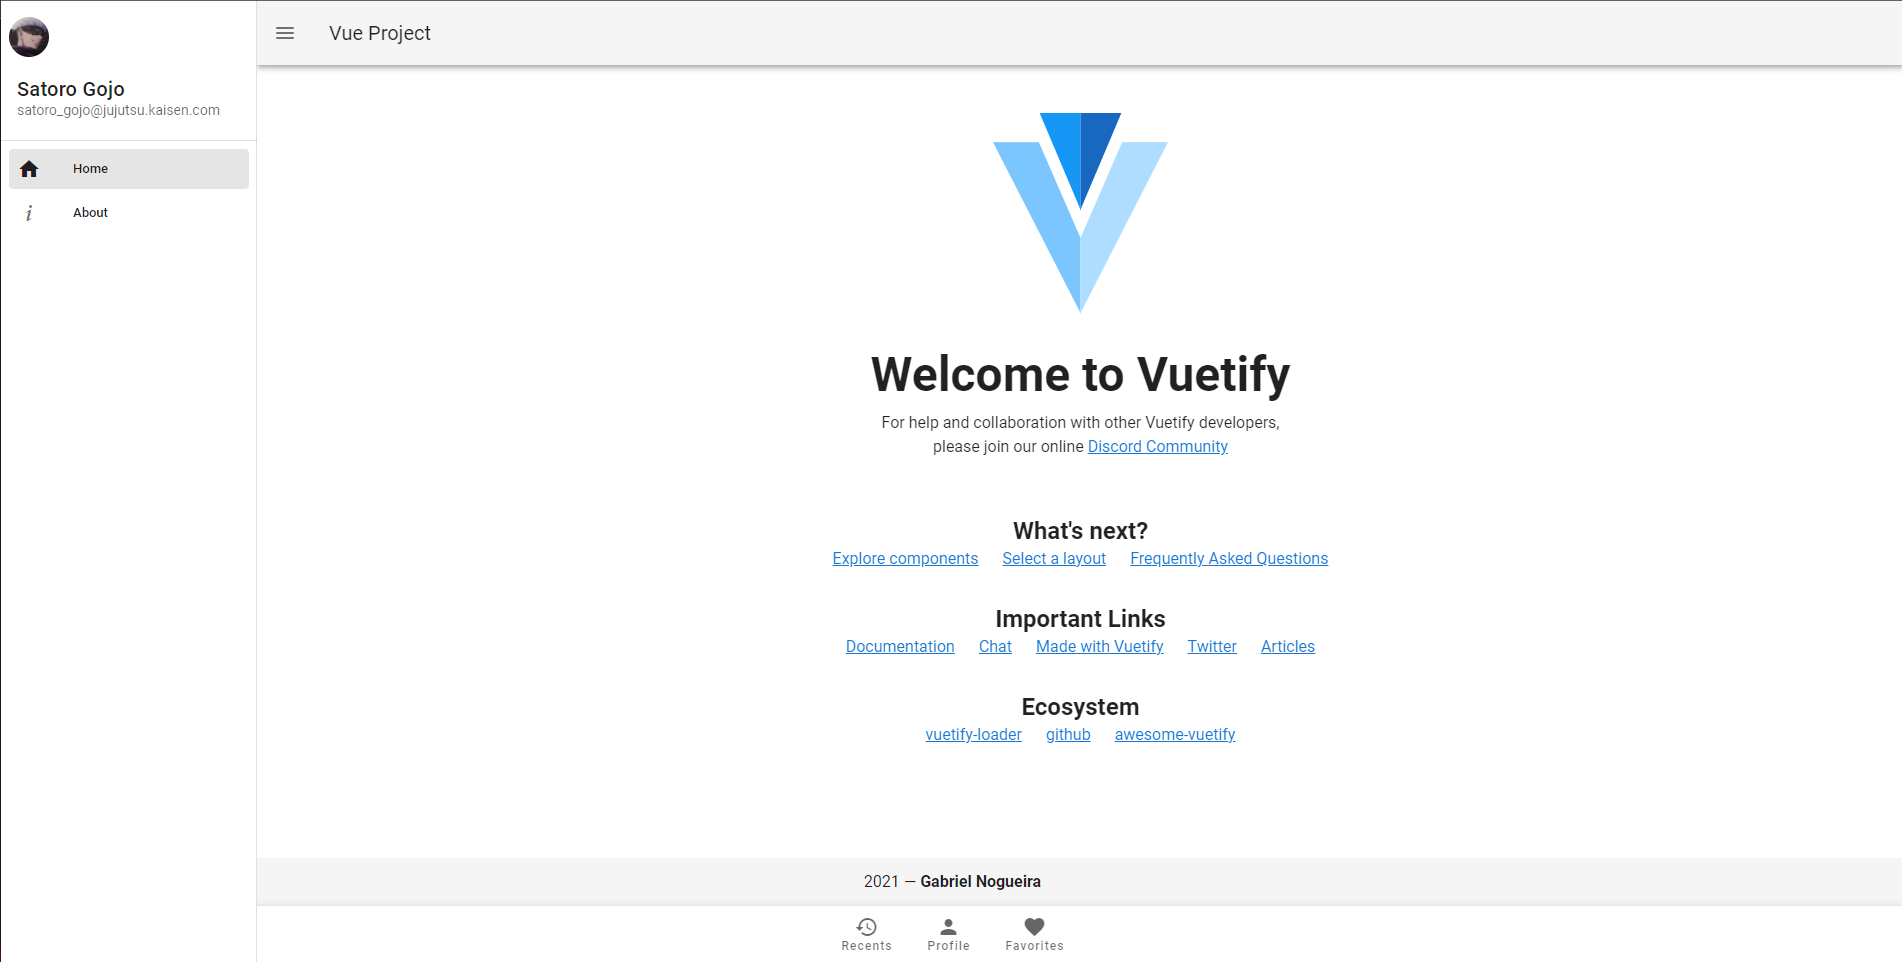 Vue Project
Satoro Gojo
satoro_gojo@jujutsu.kaisen.com
Home
About
Welcome to Vuetify
For help and collaboration with other Vuetify developers,
please join our online Discord Community
What's next?
Explore components Select a layout Frequently Asked Questions
Important Links
Documentation Chat Made with Vuetify Twitter Articles
Ecosystem
vuetify-loader github awesome-vuetify
2021 — Gabriel Nogueira
Recents Profile Favorites